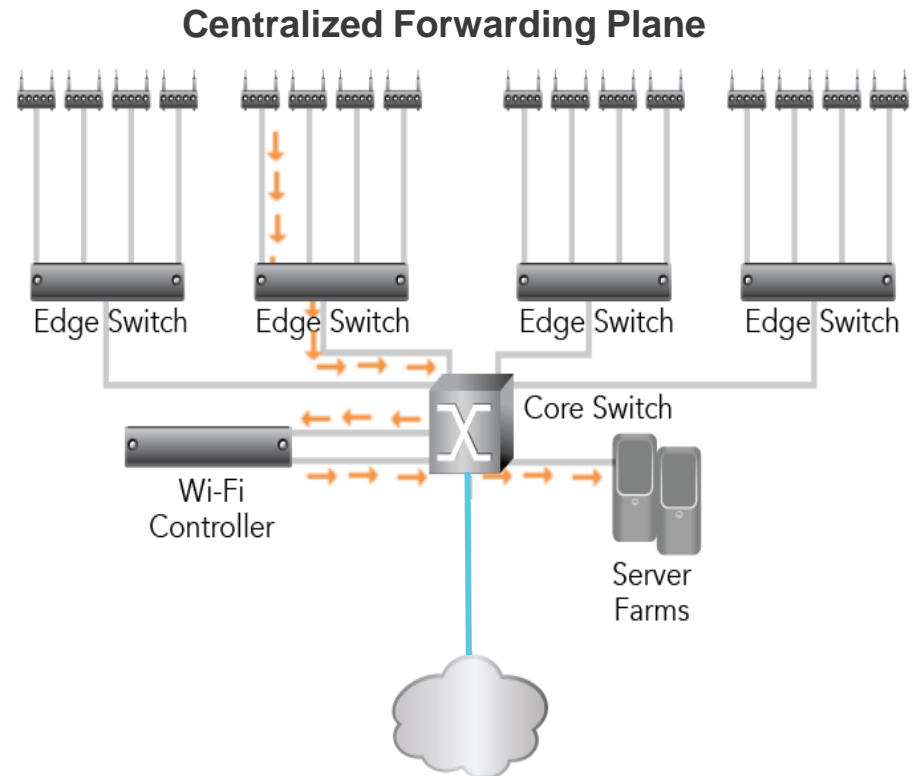 Centralized Forwarding Plane
Edge Switch
Edge Switch
Edge Switch
Edge Switch
Core Switch
Wi-Fi
Controller
Server
Farms